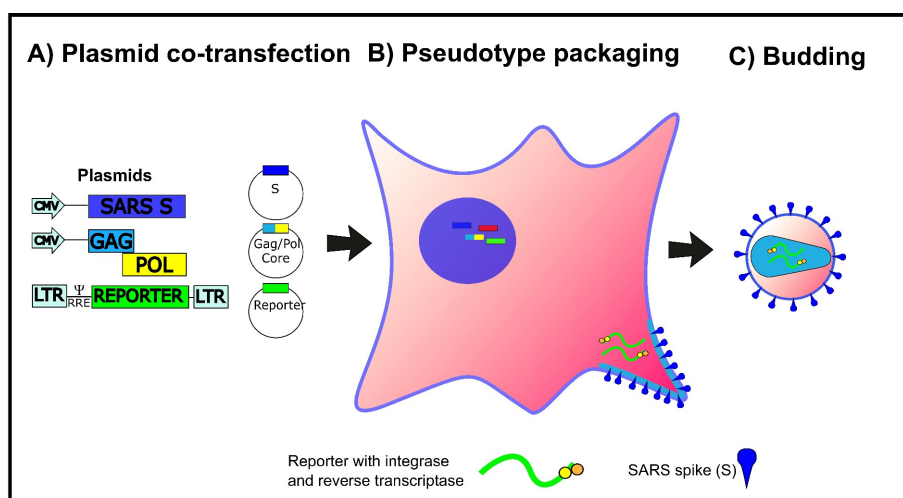 A) Plasmid co-transfection
B) Pseudotype packaging
C) Budding
Plasmids
CMV
SARS S
CMV
GAG
POL
LTR
Ψ
RRE
REPORTER
LTR
S
Gag/Pol
Core
Reporter
Reporter with integrase
and reverse transcriptase
SARS spike (S)